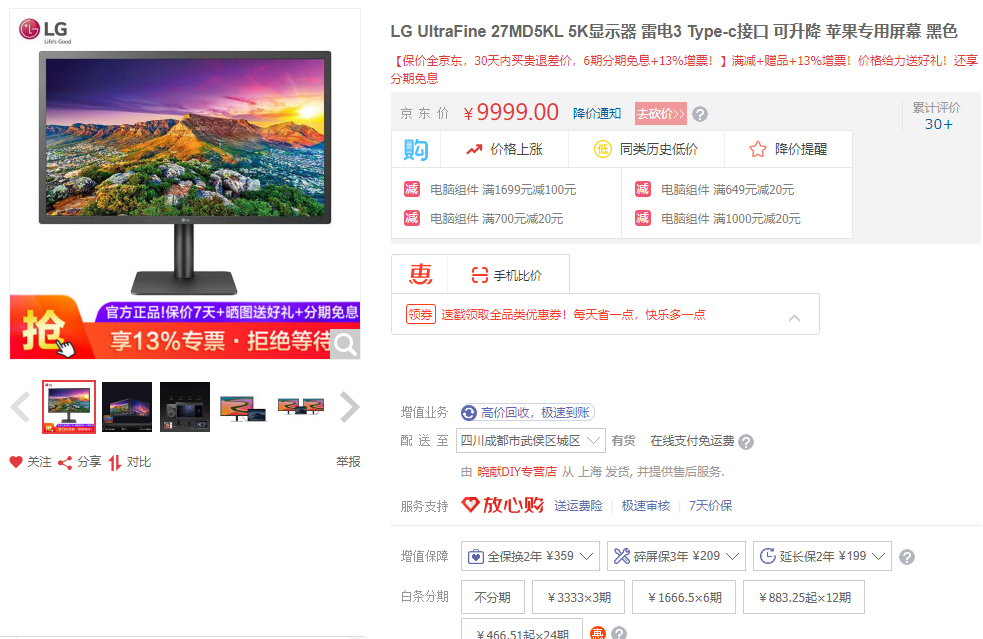 LG
Life's Good
官方正品!保价7天+晒图送好礼+分期免息
抢
享13%专票·拒绝等待
关注 分享 对比 举报
LG UltraFine 27MD5KL 5K显示器 雷电3 Type-c接口 可升降 苹果专用屏幕 黑色
【保价全京东，30天内买贵退差价，6期分期免息+13%增票！】满减+赠品+13%增票！价格给力送好礼！还享
分期免息
京东价 ￥9999.00 降价通知 去砍价>> ?
累计评价
30+
购 价格上涨 低 同类历史低价 降价提醒
减 电脑组件 满1699元减100元 减 电脑组件 满649元减20元
减 电脑组件 满700元减20元 减 电脑组件 满1000元减20元
惠 手机比价
领券 速戳领取全品类优惠券！每天省一点，快乐多一点
增值业务 高价回收，极速到账
配送至 四川成都市武侯区城区 有货 在线支付免运费 ?
由 晓献DIY专营店 从 上海 发货, 并提供售后服务.
服务支持 放心购 送运费险 极速审核 7天价保
增值保障 全保换2年 ¥359 碎屏保3年 ¥209 延长保2年 ¥199 ?
白条分期 不分期 ￥3333×3期 ￥1666.5×6期 ￥883.25起×12期
￥466.51起×24期 惠 ?